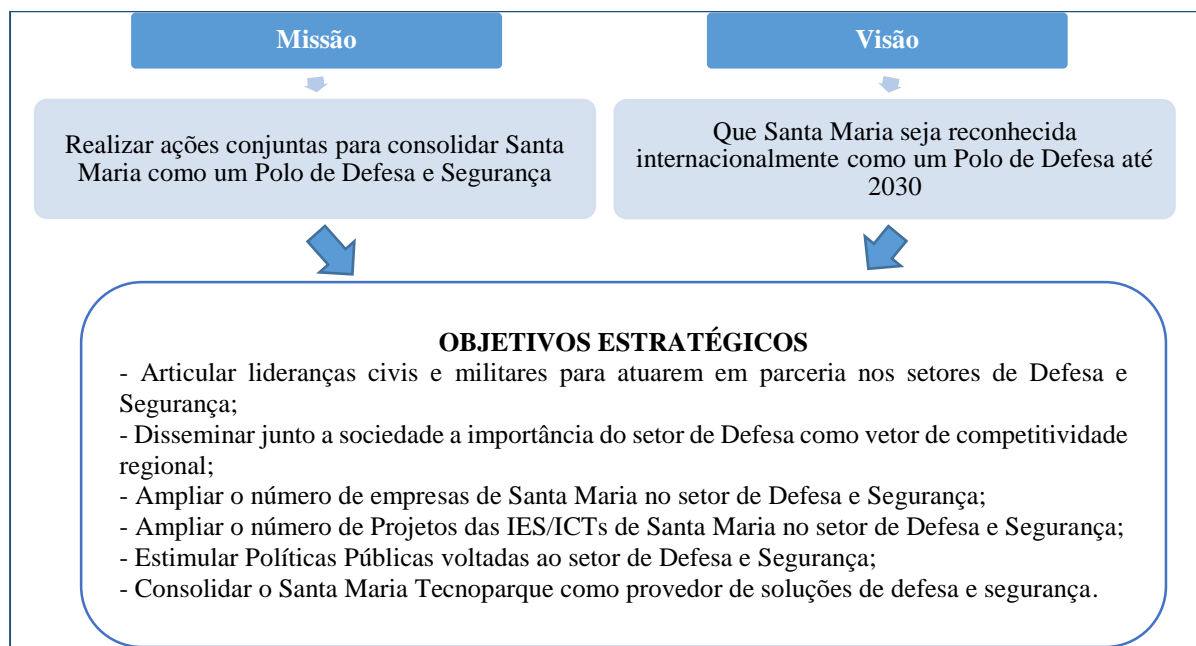 Missão
Realizar ações conjuntas para consolidar Santa
Maria como um Polo de Defesa e Segurança
Visão
Que Santa Maria seja reconhecida
internacionalmente como um Polo de Defesa até
2030
OBJETIVOS ESTRATÉGICOS
- Articular lideranças civis e militares para atuarem em parceria nos setores de Defesa e
Segurança;
- Disseminar junto a sociedade a importância do setor de Defesa como vetor de competitividade
regional;
- Ampliar o número de empresas de Santa Maria no setor de Defesa e Segurança;
- Ampliar o número de Projetos das IES/ICTs de Santa Maria no setor de Defesa e Segurança;
- Estimular Políticas Públicas voltadas ao setor de Defesa e Segurança;
- Consolidar o Santa Maria Tecnoparque como provedor de soluções de defesa e segurança.